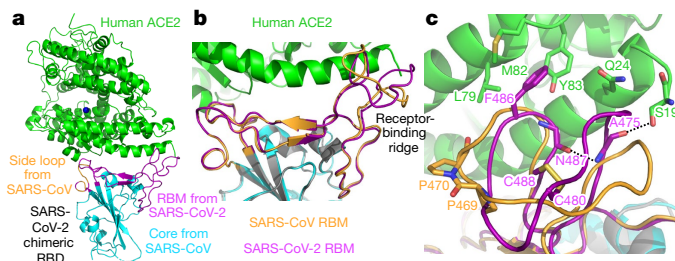 a
Human ACE2
Side loop
from
SARS-CoV
SARS-
CoV-2
chimeric
RBD
RBM from
SARS-CoV-2
Core from
SARS-CoV
b
Human ACE2
Receptor-
binding
ridge
SARS-CoV RBM
SARS-CoV-2 RBM
c
M82
L79
F486
Y83
Q24
S19
A475
N487
P470
C488
P469
C480